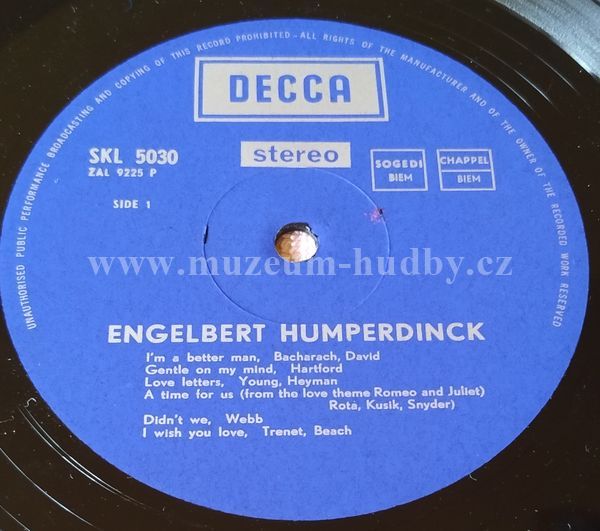 UNAUTHORISED PUBLIC PERFORMANCE BROADCASTING AND COPYING OF THIS RECORD PROHIBITED-ALL RIGHTS OF THE MANUFACTURER AND OF THE OWNER OF THE RECORDED WORK RESERVED
DECCA
SKL 5030
ZAL 9225 P
stereo
SOGEDI
BIEM
CHAPPEL
BIEM
SIDE 1
www.muzeum-hudby.cz
ENGELBERT HUMPERDINCK
I'm a better man, Bacharach, David
Gentle on my mind, Hartford
Love letters, Young, Heyman
A time for us (from the love theme Romeo and Juliet)
Rota, Kusik, Snyder)
Didn't we, Webb
I wish you love, Trenet, Beach